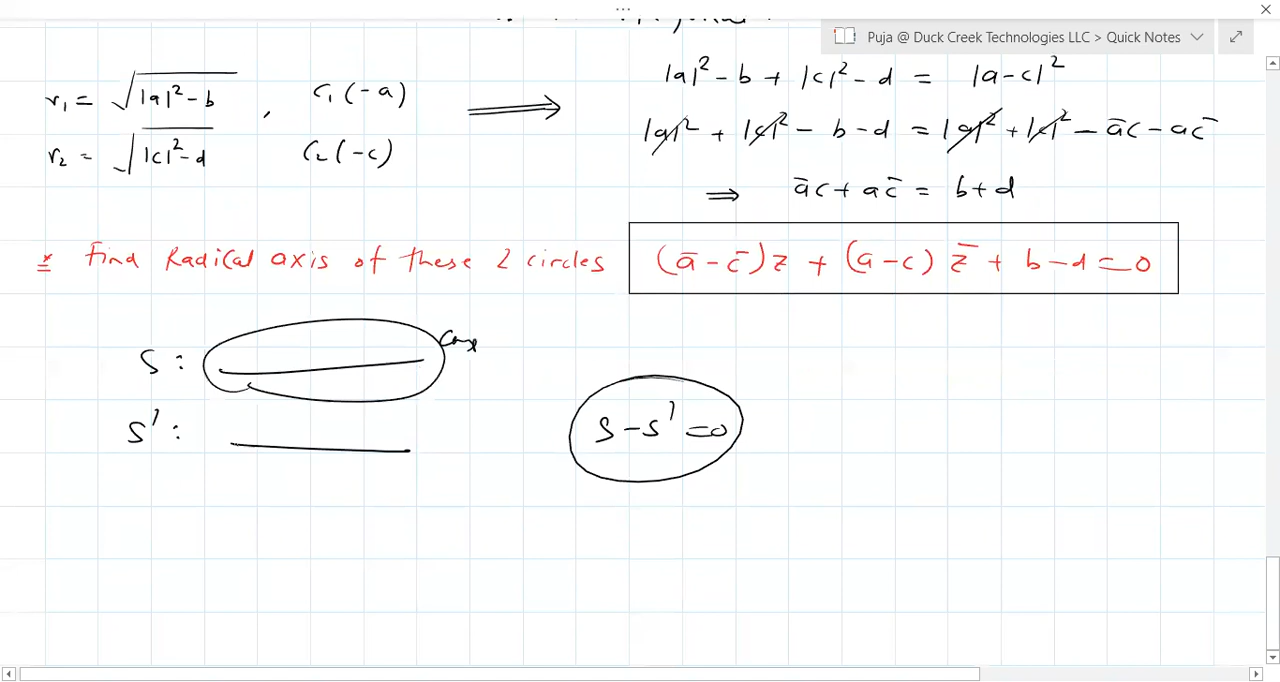 Puja @ Duck Creek Technologies LLC > Quick Notes
r₁ = √(|a|² - b) , C₁(-a) ⟹ |a|² - b + |c|² - d = |a-c|²
r₂ = √(|c|² - d) C₂(-c) |a|² + |c|² - b - d = |a|² + |c|² - āc - ac̄
⇒ āc + ac̄ = b+d
* Find Radical axis of these 2 circles (ā - c̄)z + (a-c) z̄ + b-d = 0
S :
S' : S - S' = 0